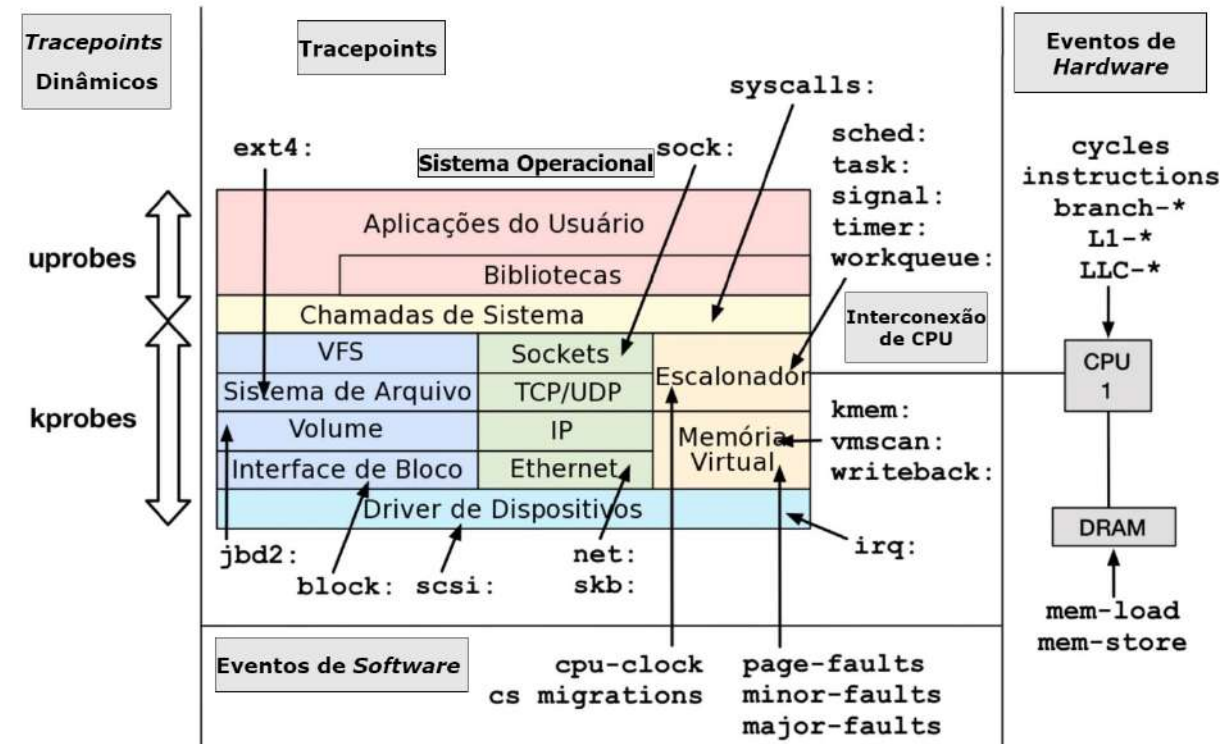 Tracepoints
Dinâmicos
Tracepoints
Eventos de
Hardware
syscalls:
ext4:
Sistema Operacional
sock:
sched:
task:
signal:
timer:
workqueue:
cycles
instructions
branch-*
L1-*
LLC-*
uprobes
kprobes
Aplicações do Usuário
Bibliotecas
Chamadas de Sistema
VFS
Sockets
Escalonador
Sistema de Arquivo
TCP/UDP
Volume
IP
Memória
Virtual
Interface de Bloco
Ethernet
Driver de Dispositivos
Interconexão
de CPU
CPU
1
kmem:
vmscan:
writeback:
DRAM
mem-load
mem-store
jbd2:
block:
scsi:
net:
skb:
irq:
Eventos de Software
cpu-clock
cs migrations
page-faults
minor-faults
major-faults